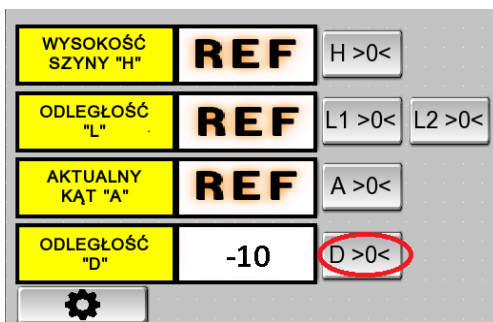 WYSOKOŚĆ
SZYNY "H"
REF
H >0<
ODLEGŁOŚĆ
"L"
REF
L1 >0<
L2 >0<
AKTUALNY
KĄT "A"
REF
A >0<
ODLEGŁOŚĆ
"D"
-10
D >0<